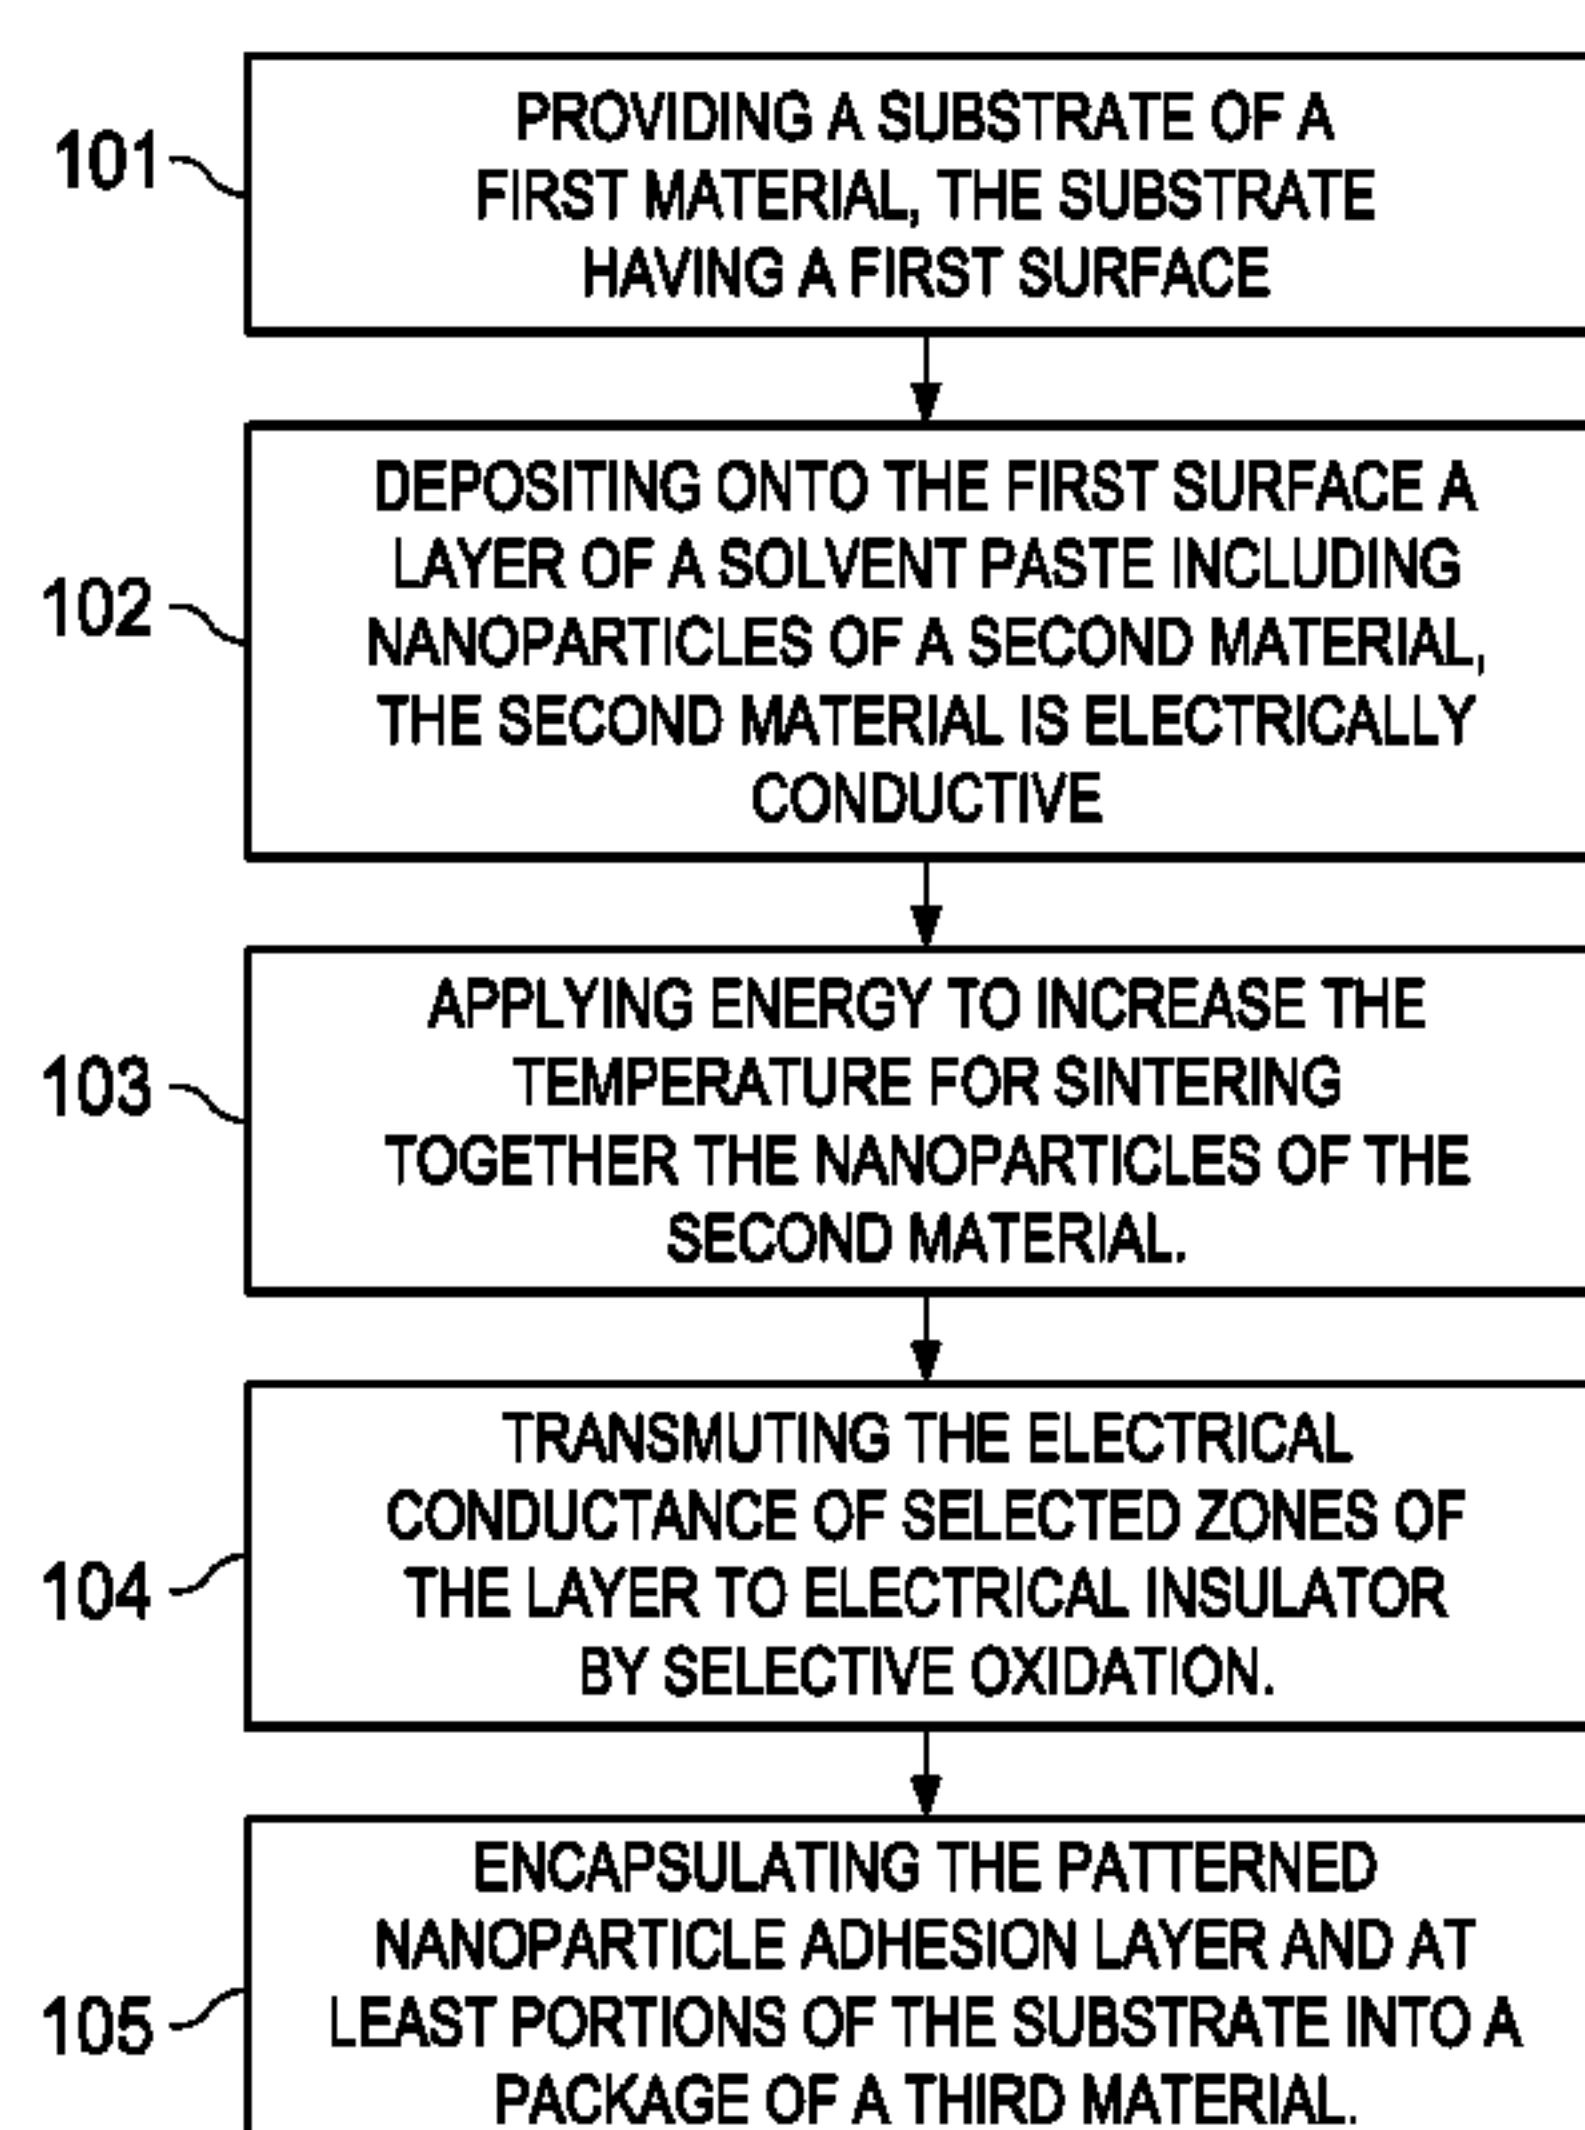 101
PROVIDING A SUBSTRATE OF A
FIRST MATERIAL, THE SUBSTRATE
HAVING A FIRST SURFACE
102
DEPOSITING ONTO THE FIRST SURFACE A
LAYER OF A SOLVENT PASTE INCLUDING
NANOPARTICLES OF A SECOND MATERIAL,
THE SECOND MATERIAL IS ELECTRICALLY
CONDUCTIVE
103
APPLYING ENERGY TO INCREASE THE
TEMPERATURE FOR SINTERING
TOGETHER THE NANOPARTICLES OF THE
SECOND MATERIAL.
104
TRANSMUTING THE ELECTRICAL
CONDUCTANCE OF SELECTED ZONES OF
THE LAYER TO ELECTRICAL INSULATOR
BY SELECTIVE OXIDATION.
105
ENCAPSULATING THE PATTERNED
NANOPARTICLE ADHESION LAYER AND AT
LEAST PORTIONS OF THE SUBSTRATE INTO A
PACKAGE OF A THIRD MATERIAL.